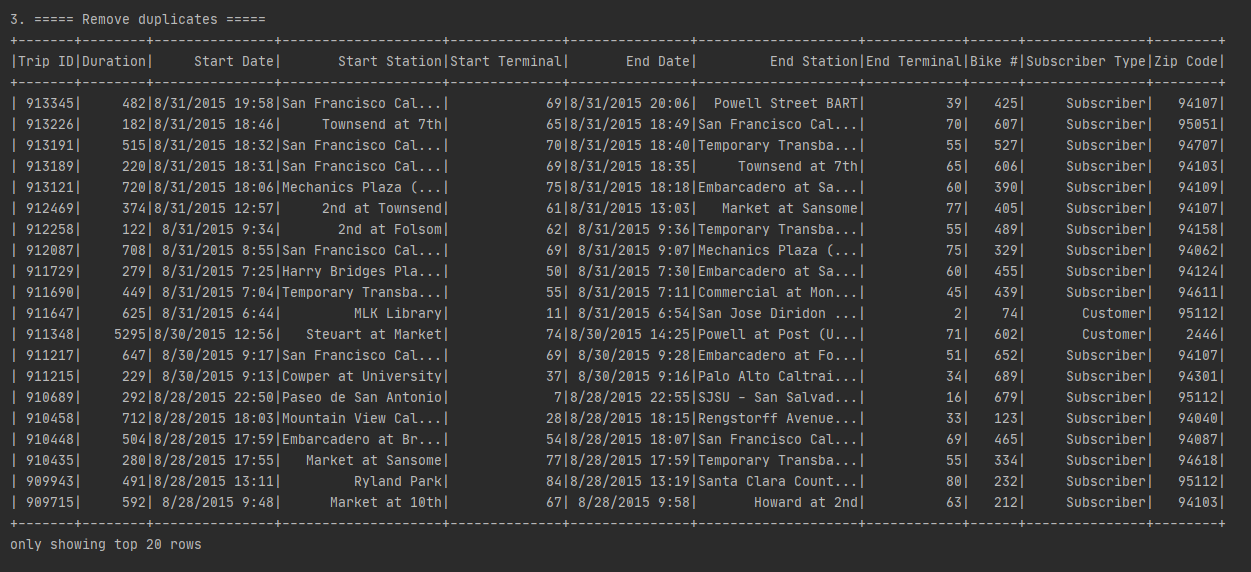 3. ===== Remove duplicates =====
+-------+--------+---------------+--------------------+--------------+---------------+--------------------+------------+------+---------------+--------+
|Trip ID|Duration|     Start Date|       Start Station|Start Terminal|       End Date|         End Station|End Terminal|Bike #|Subscriber Type|Zip Code|
+-------+--------+---------------+--------------------+--------------+---------------+--------------------+------------+------+---------------+--------+
| 913345|     482|8/31/2015 19:58|San Francisco Cal...|            69|8/31/2015 20:06|  Powell Street BART|          39|   425|     Subscriber|   94107|
| 913226|     182|8/31/2015 18:46|     Townsend at 7th|            65|8/31/2015 18:49|San Francisco Cal...|          70|   607|     Subscriber|   95051|
| 913191|     515|8/31/2015 18:32|San Francisco Cal...|            70|8/31/2015 18:40|Temporary Transba...|          55|   527|     Subscriber|   94707|
| 913189|     220|8/31/2015 18:31|San Francisco Cal...|            69|8/31/2015 18:35|     Townsend at 7th|          65|   606|     Subscriber|   94103|
| 913121|     720|8/31/2015 18:06|Mechanics Plaza (...|            75|8/31/2015 18:18|Embarcadero at Sa...|          60|   390|     Subscriber|   94109|
| 912469|     374|8/31/2015 12:57|     2nd at Townsend|            61|8/31/2015 13:03|   Market at Sansome|          77|   405|     Subscriber|   94107|
| 912258|     122| 8/31/2015 9:34|       2nd at Folsom|            62| 8/31/2015 9:36|Temporary Transba...|          55|   489|     Subscriber|   94158|
| 912087|     708| 8/31/2015 8:55|San Francisco Cal...|            69| 8/31/2015 9:07|Mechanics Plaza (...|          75|   329|     Subscriber|   94062|
| 911729|     279| 8/31/2015 7:25|Harry Bridges Pla...|            50| 8/31/2015 7:30|Embarcadero at Sa...|          60|   455|     Subscriber|   94124|
| 911690|     449| 8/31/2015 7:04|Temporary Transba...|            55| 8/31/2015 7:11|Commercial at Mon...|          45|   439|     Subscriber|   94611|
| 911647|     625| 8/31/2015 6:44|         MLK Library|            11| 8/31/2015 6:54|San Jose Diridon ...|           2|    74|       Customer|   95112|
| 911348|    5295|8/30/2015 12:56|   Steuart at Market|            74|8/30/2015 14:25|Powell at Post (U...|          71|   602|       Customer|    2446|
| 911217|     647| 8/30/2015 9:17|San Francisco Cal...|            69| 8/30/2015 9:28|Embarcadero at Fo...|          51|   652|     Subscriber|   94107|
| 911215|     229| 8/30/2015 9:13|Cowper at University|            37| 8/30/2015 9:16|Palo Alto Caltrai...|          34|   689|     Subscriber|   94301|
| 910689|     292|8/28/2015 22:50|Paseo de San Antonio|             7|8/28/2015 22:55|SJSU - San Salvad...|          16|   679|     Subscriber|   95112|
| 910458|     712|8/28/2015 18:03|Mountain View Cal...|            28|8/28/2015 18:15|Rengstorff Avenue...|          33|   123|     Subscriber|   94040|
| 910448|     504|8/28/2015 17:59|Embarcadero at Br...|            54|8/28/2015 18:07|San Francisco Cal...|          69|   465|     Subscriber|   94087|
| 910435|     280|8/28/2015 17:55|   Market at Sansome|            77|8/28/2015 17:59|Temporary Transba...|          55|   334|     Subscriber|   94618|
| 909943|     491|8/28/2015 13:11|         Ryland Park|            84|8/28/2015 13:19|Santa Clara Count...|          80|   232|     Subscriber|   95112|
| 909715|     592| 8/28/2015 9:48|      Market at 10th|            67| 8/28/2015 9:58|       Howard at 2nd|          63|   212|     Subscriber|   94103|
+-------+--------+---------------+--------------------+--------------+---------------+--------------------+------------+------+---------------+--------+
only showing top 20 rows